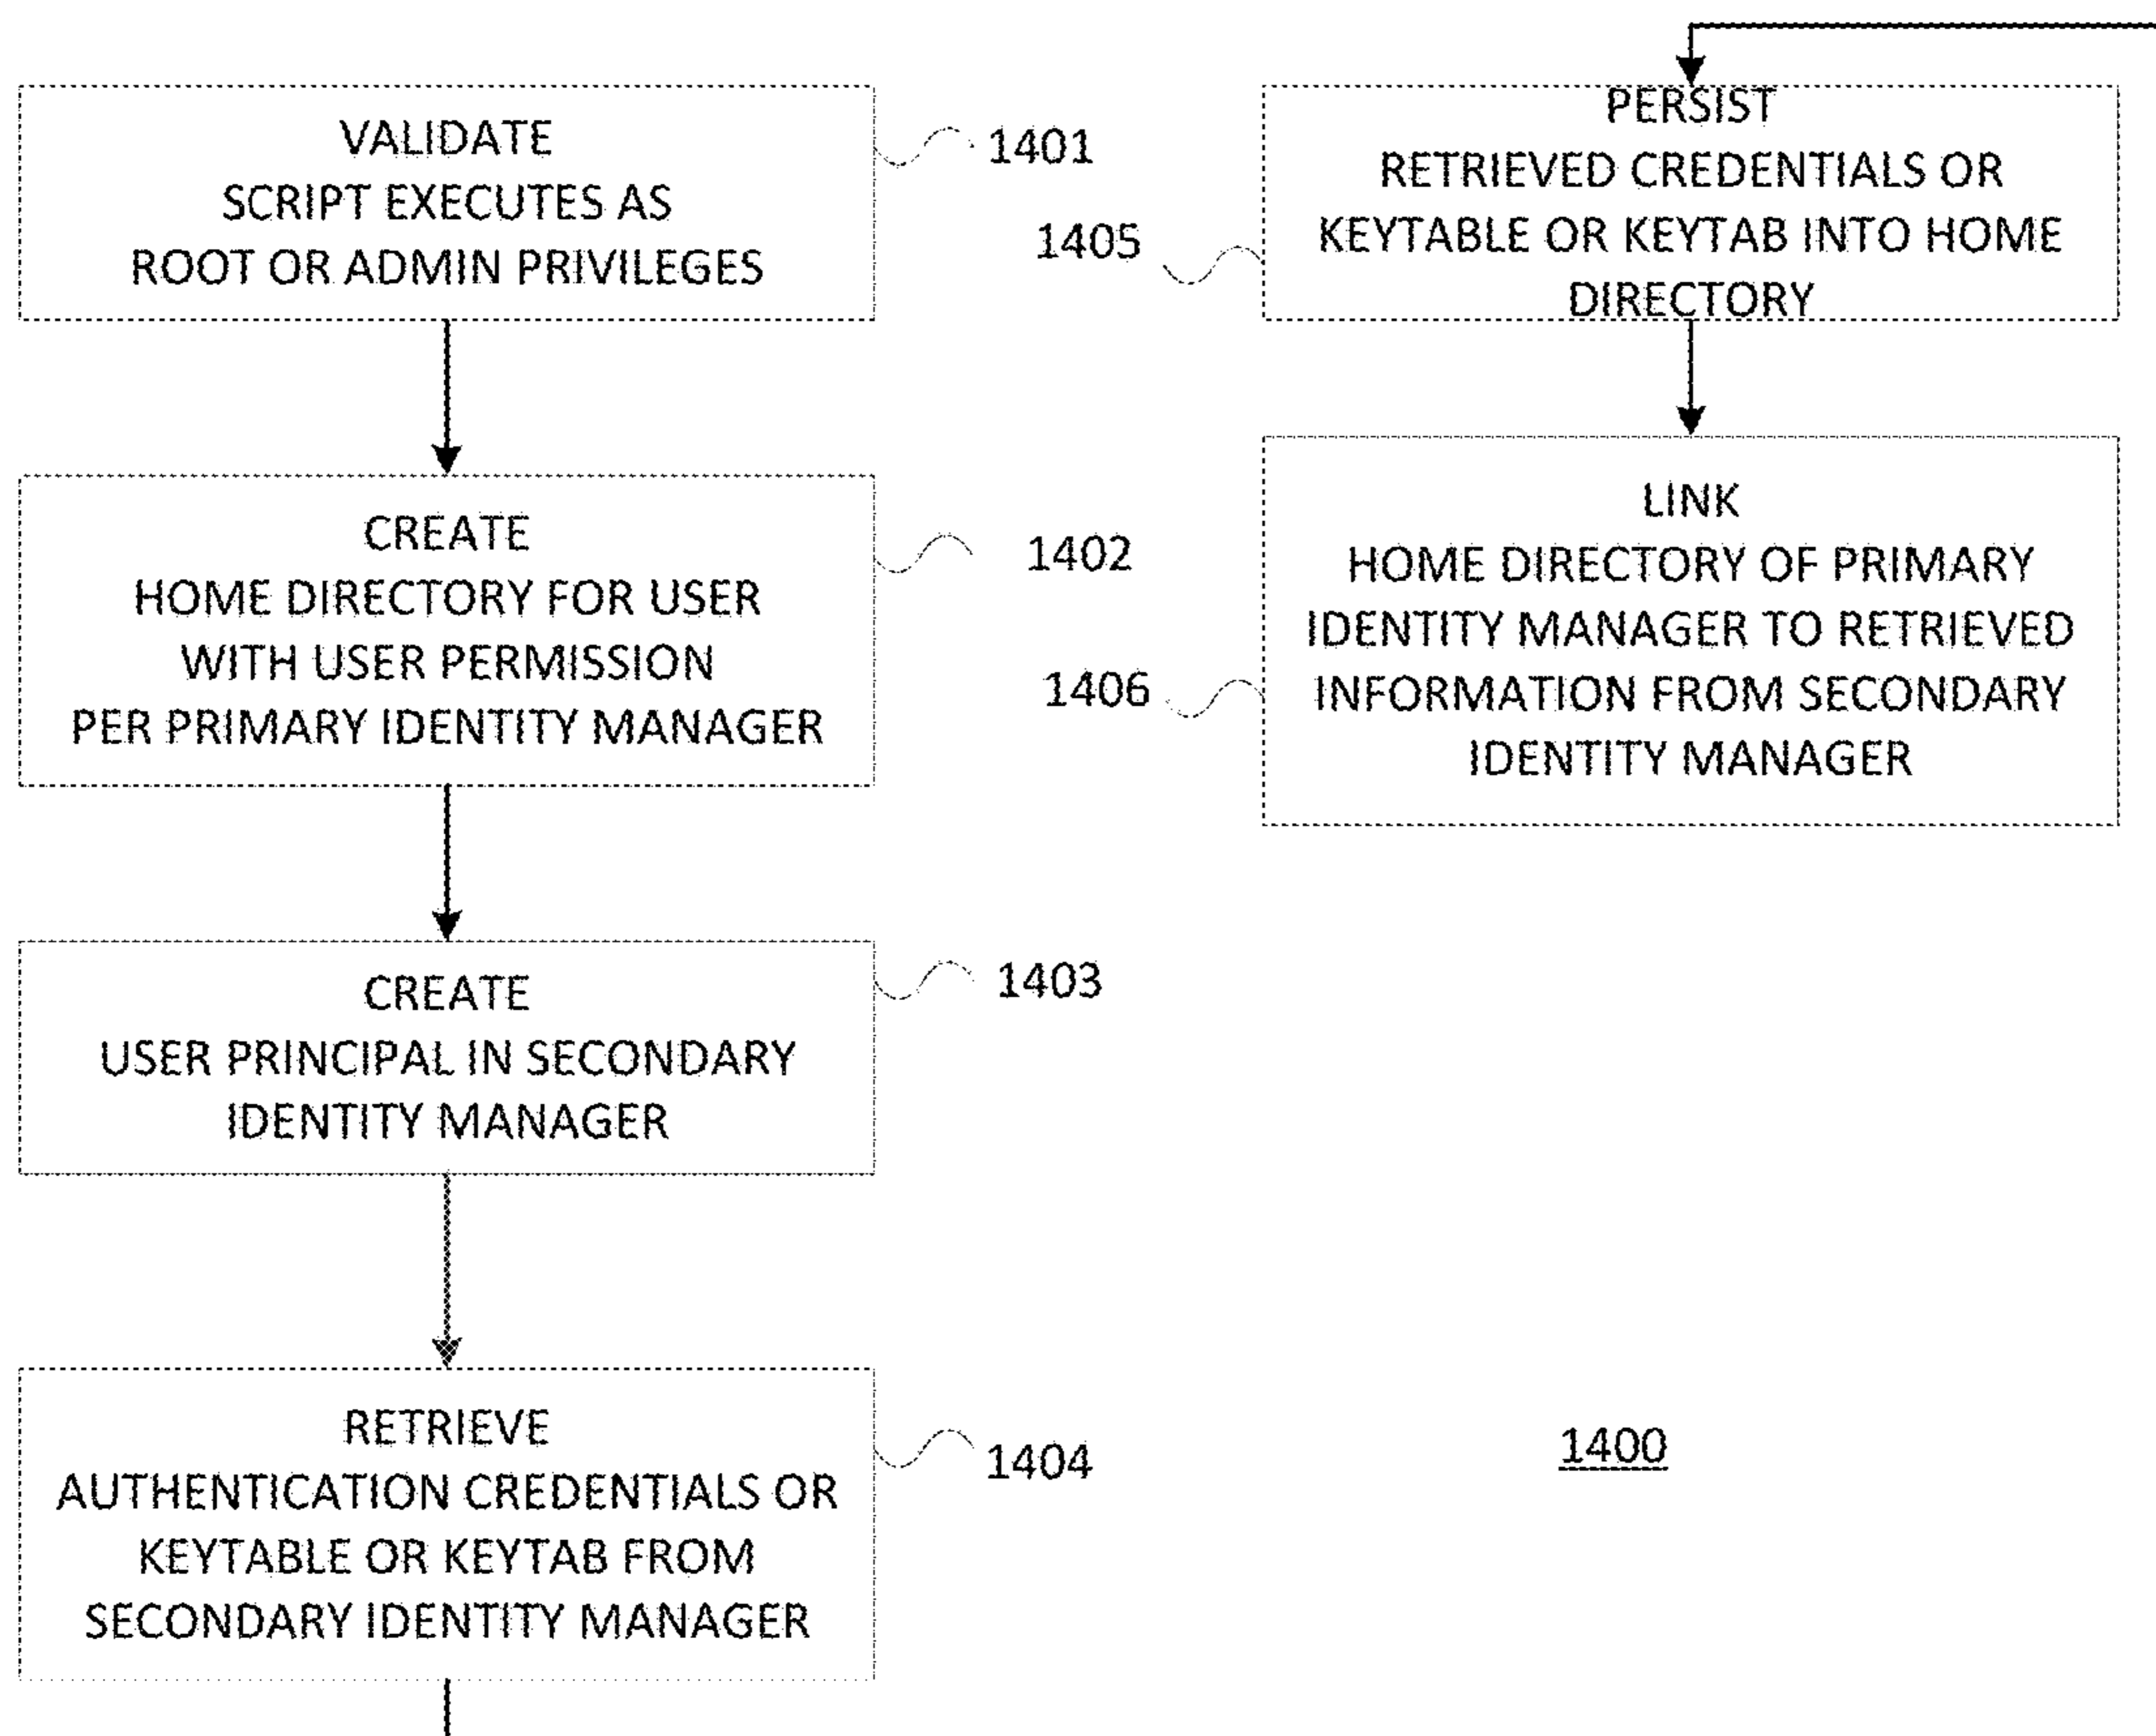 VALIDATE
SCRIPT EXECUTES AS
ROOT OR ADMIN PRIVILEGES
1401
CREATE
HOME DIRECTORY FOR USER
WITH USER PERMISSION
PER PRIMARY IDENTITY MANAGER
1402
CREATE
USER PRINCIPAL IN SECONDARY
IDENTITY MANAGER
1403
RETRIEVE
AUTHENTICATION CREDENTIALS OR
KEYTABLE OR KEYTAB FROM
SECONDARY IDENTITY MANAGER
1404
PERSIST
RETRIEVED CREDENTIALS OR
KEYTABLE OR KEYTAB INTO HOME
DIRECTORY
1405
LINK
HOME DIRECTORY OF PRIMARY
IDENTITY MANAGER TO RETRIEVED
INFORMATION FROM SECONDARY
IDENTITY MANAGER
1406
1400